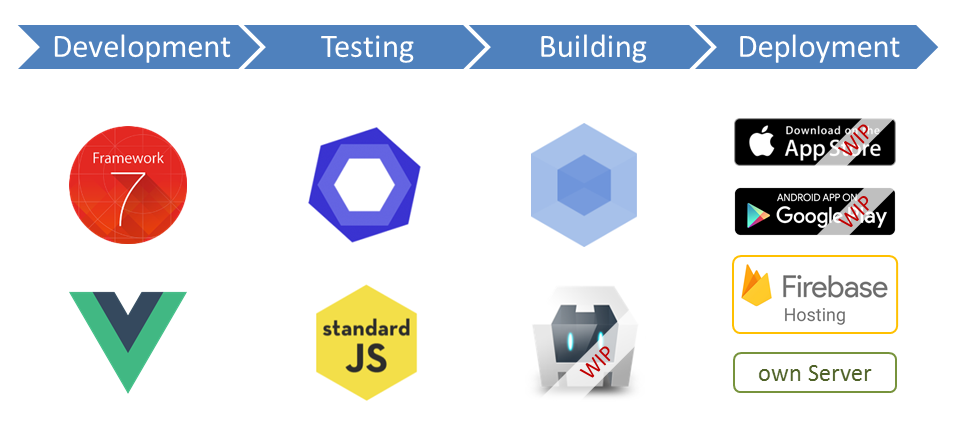 Development
Testing
Building
Deployment
Framework
7
standard
JS
WIP
Download on the
App Store
WIP
ANDROID APP ON
Google Play
WIP
Firebase
Hosting
own Server